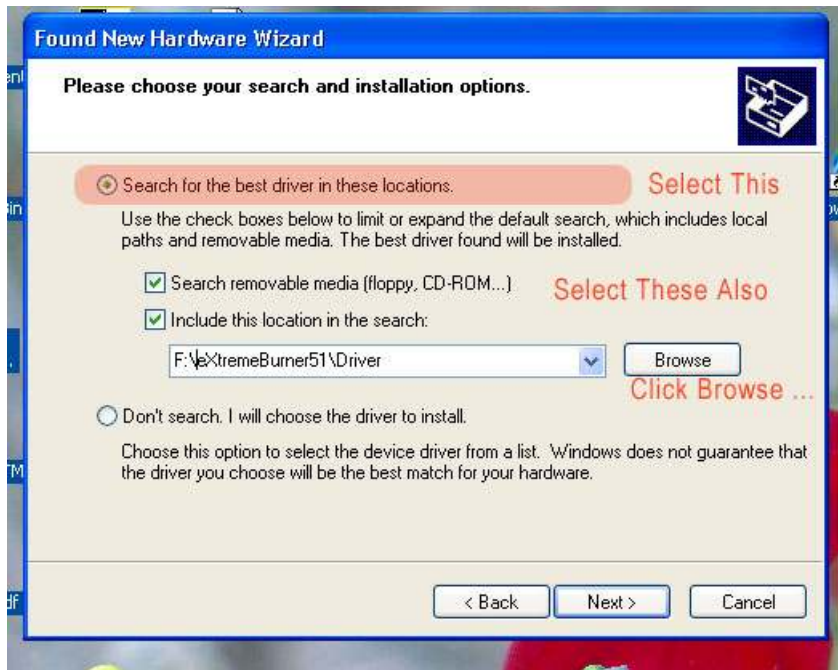 Found New Hardware Wizard
Please choose your search and installation options.
Search for the best driver in these locations.
Select This
Use the check boxes below to limit or expand the default search, which includes local
paths and removable media. The best driver found will be installed.
Search removable media (floppy, CD-ROM...)
Select These Also
Include this location in the search:
F:\eXtremeBurner51\Driver
Browse
Click Browse ...
Don't search. I will choose the driver to install.
Choose this option to select the device driver from a list. Windows does not guarantee that
the driver you choose will be the best match for your hardware.
< Back
Next >
Cancel